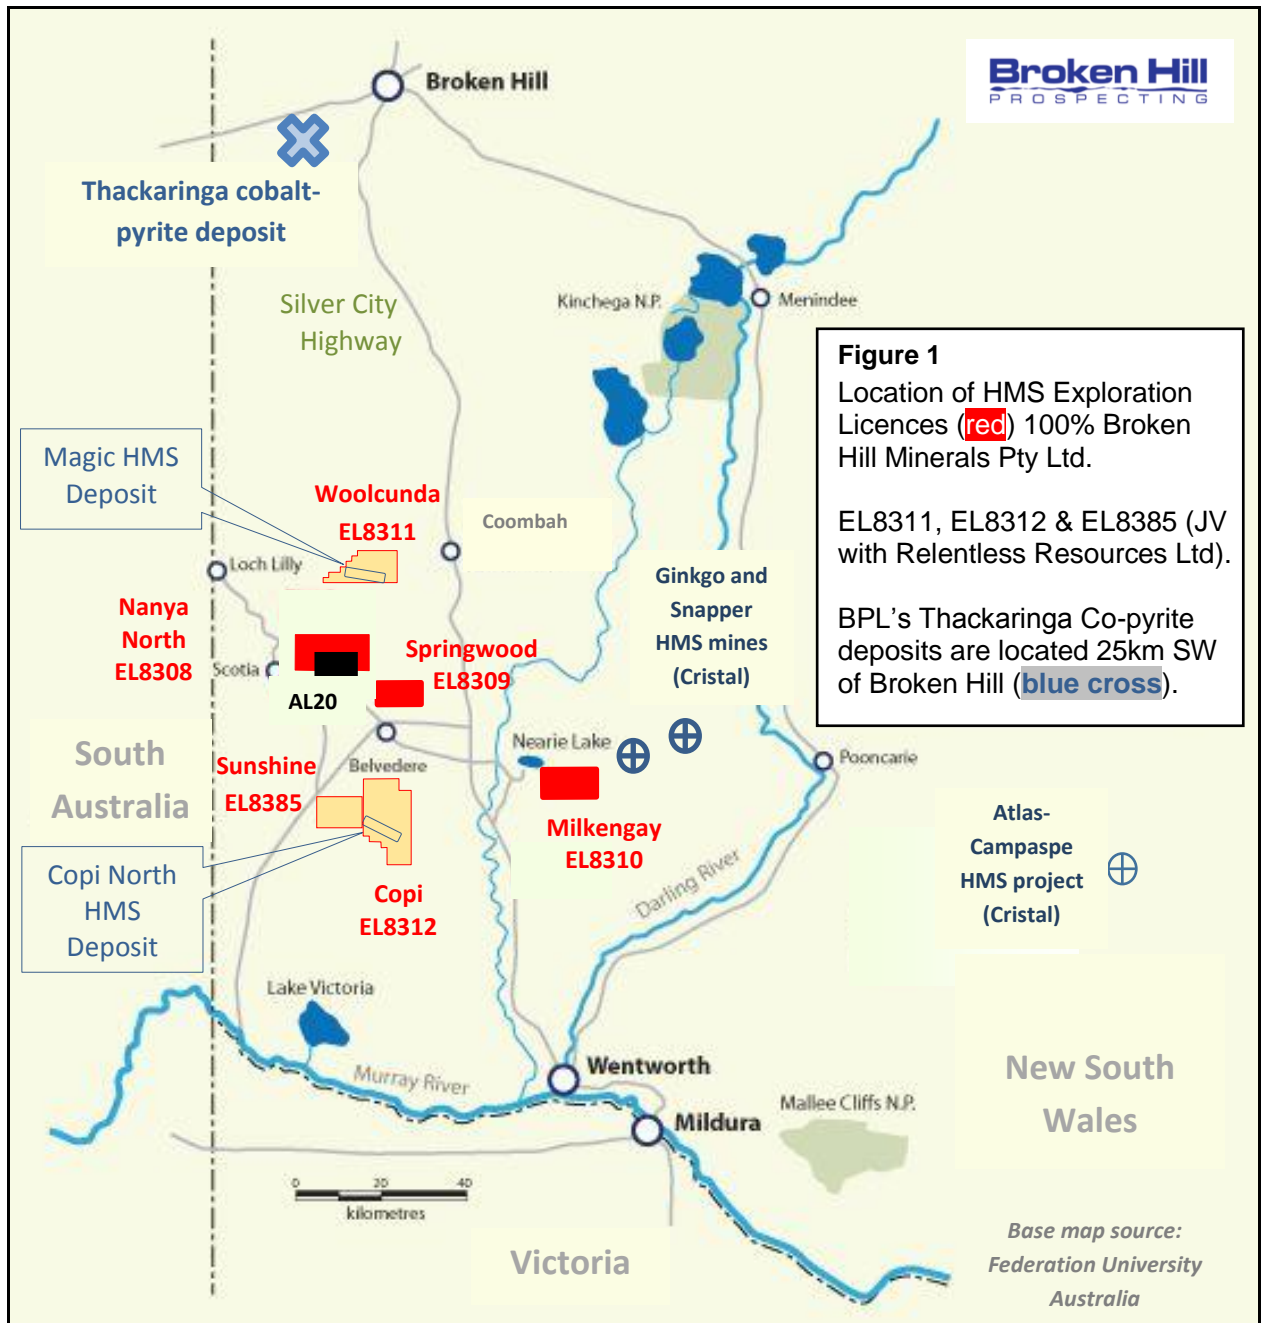 Broken Hill
Broken Hill
PROSPECTING
Thackaringa cobalt-
pyrite deposit
Silver City
Highway
Kinchega N.P.
Menindee
Figure 1
Location of HMS Exploration
Licences (red) 100% Broken
Hill Minerals Pty Ltd.
EL8311, EL8312 & EL8385 (JV
with Relentless Resources Ltd).
BPL's Thackaringa Co-pyrite
deposits are located 25km SW
of Broken Hill (blue cross).
Magic HMS
Deposit
Woolcunda
EL8311
Coombah
Loch Lilly
Ginkgo and
Snapper
HMS mines
(Cristal)
Nanya
North
EL8308
Scotia
AL20
Springwood
EL8309
South
Australia
Sunshine
EL8385
Belvedere
Nearie Lake
Pooncarie
Milkengay
EL8310
Atlas-
Campaspe
HMS project
(Cristal)
Copi North
HMS
Deposit
Copi
EL8312
Darling River
Lake Victoria
Murray River
Wentworth
Mildura
Mallee Cliffs N.P.
New South
Wales
0 20 40
kilometres
Victoria
Base map source:
Federation University
Australia